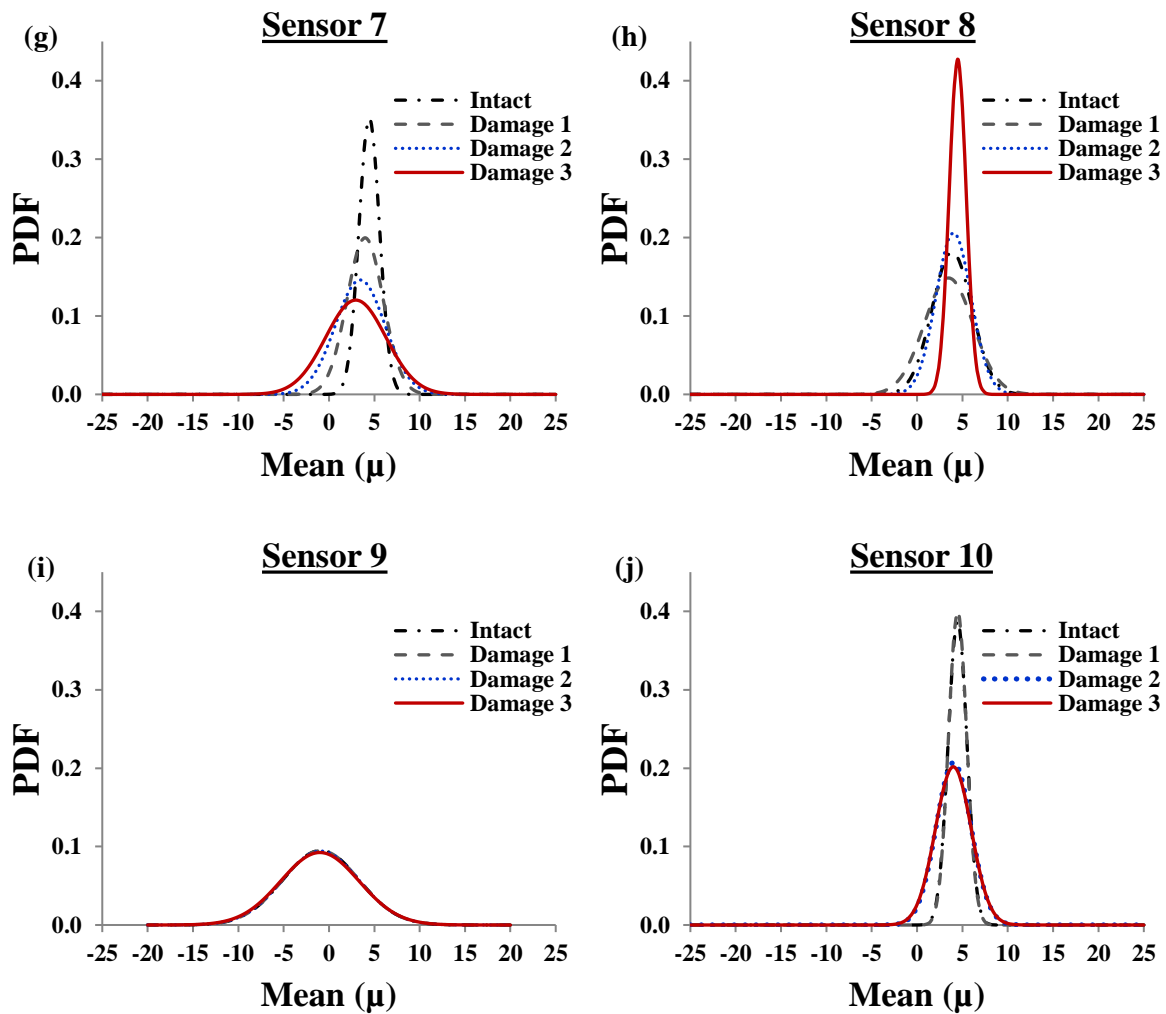 (g) Sensor 7
PDF
0.4
0.3
0.2
0.1
0.0
Intact
Damage 1
Damage 2
Damage 3
-25 -20 -15 -10 -5 0 5 10 15 20 25
Mean (µ)
(h) Sensor 8
PDF
0.4
0.3
0.2
0.1
0.0
Intact
Damage 1
Damage 2
Damage 3
-25 -20 -15 -10 -5 0 5 10 15 20 25
Mean (µ)
(i) Sensor 9
PDF
0.4
0.3
0.2
0.1
0.0
Intact
Damage 1
Damage 2
Damage 3
-25 -20 -15 -10 -5 0 5 10 15 20 25
Mean (µ)
(j) Sensor 10
PDF
0.4
0.3
0.2
0.1
0.0
Intact
Damage 1
Damage 2
Damage 3
-25 -20 -15 -10 -5 0 5 10 15 20 25
Mean (µ)